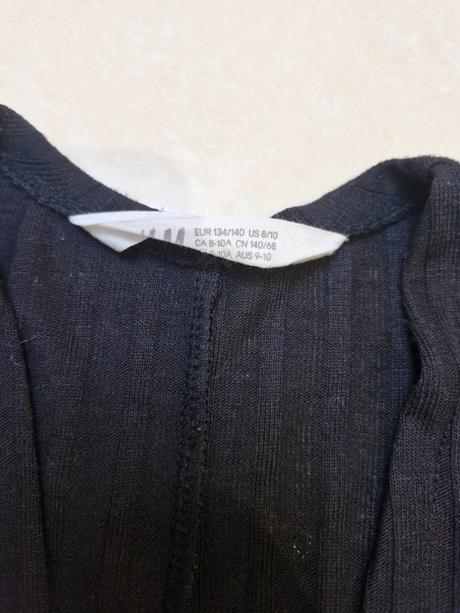 H&M
EUR 134/140 US 8/10
CA 8-10A CN 140/68
8-10A AUS 9-10